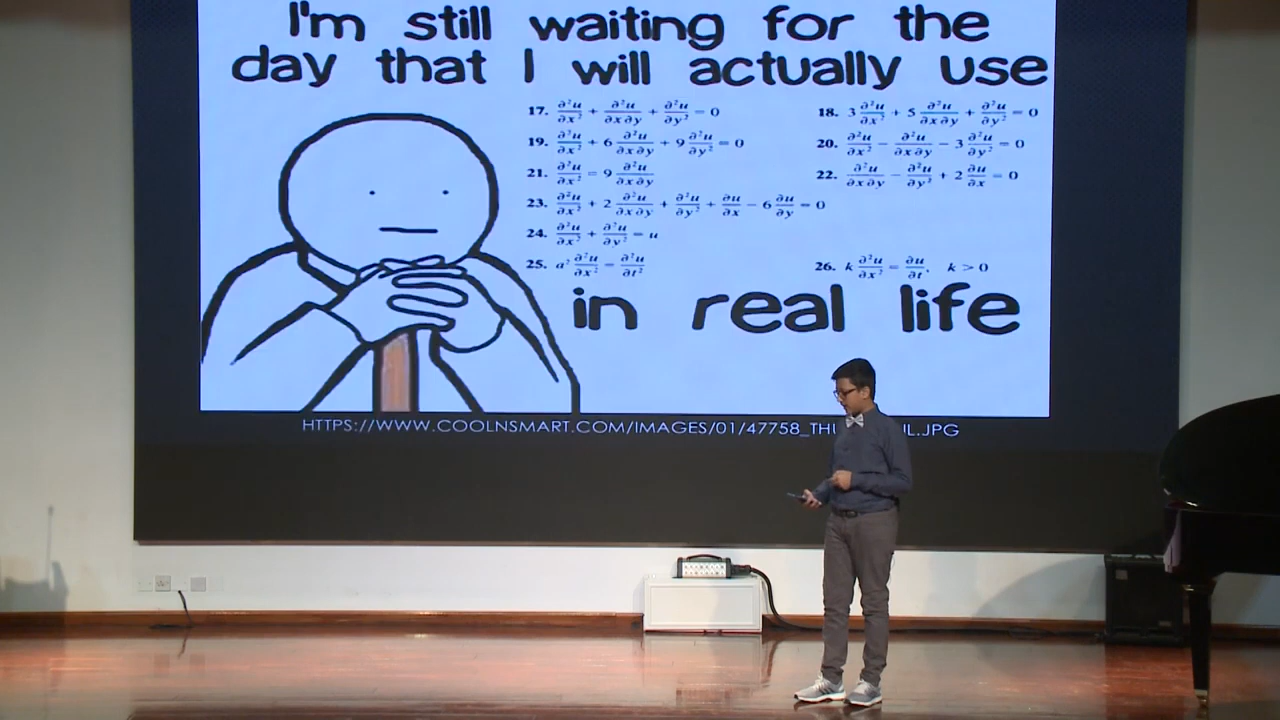 I'm still waiting for the
day that I will actually use
17. ∂²u/∂x² + ∂²u/∂x∂y + ∂²u/∂y² = 0
18. 3 ∂²u/∂x² + 5 ∂²u/∂x∂y + ∂²u/∂y² = 0
19. ∂²u/∂x² + 6 ∂²u/∂x∂y + 9 ∂²u/∂y² = 0
20. ∂²u/∂x² − ∂²u/∂x∂y − 3 ∂²u/∂y² = 0
21. ∂²u/∂x² = 9 ∂²u/∂x∂y
22. ∂²u/∂x∂y − ∂²u/∂y² + 2 ∂u/∂x = 0
23. ∂²u/∂x² + 2 ∂²u/∂x∂y + ∂²u/∂y² + ∂u/∂x − 6 ∂u/∂y = 0
24. ∂²u/∂x² + ∂²u/∂y² = u
25. a² ∂²u/∂x² = ∂²u/∂t²
26. k ∂²u/∂x² = ∂u/∂t, k > 0
in real life
HTTPS://WWW.COOLNSMART.COM/IMAGES/01/47758_THU IL.JPG